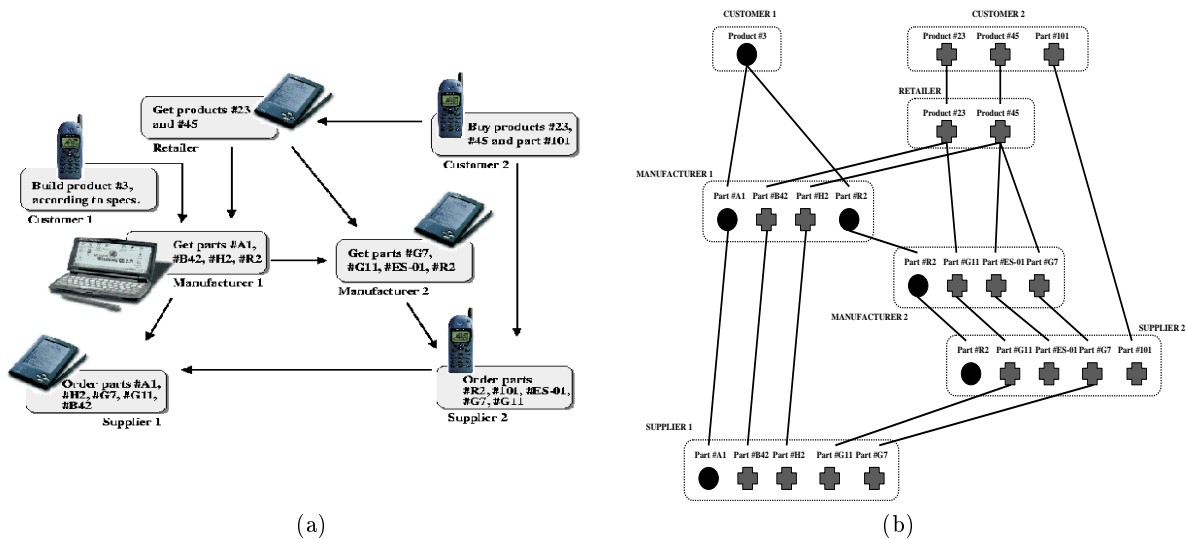 Get products #23
and #45
Retailer
Buy products #23,
#45 and part #101
Customer 2
Build product #3,
according to specs.
Customer 1
Get parts #A1,
#B42, #H2, #R2
Manufacturer 1
Get parts #G7,
#G11, #ES-01, #R2
Manufacturer 2
Order parts #A1,
#H2, #G7, #G11,
#B42
Supplier 1
Order parts
#R2, #101, #ES-01,
#G7, #G11
Supplier 2
(a)
CUSTOMER 1
Product #3
CUSTOMER 2
Product #23 Product #45 Part #101
RETAILER
Product #23 Product #45
MANUFACTURER 1
Part #A1 Part #B42 Part #H2 Part #R2
Part #R2 Part #G11 Part #ES-01 Part #G7
MANUFACTURER 2
SUPPLIER 2
Part #R2 Part #G11 Part #ES-01 Part #G7 Part #101
SUPPLIER 1
Part #A1 Part #B42 Part #H2 Part #G11 Part #G7
(b)